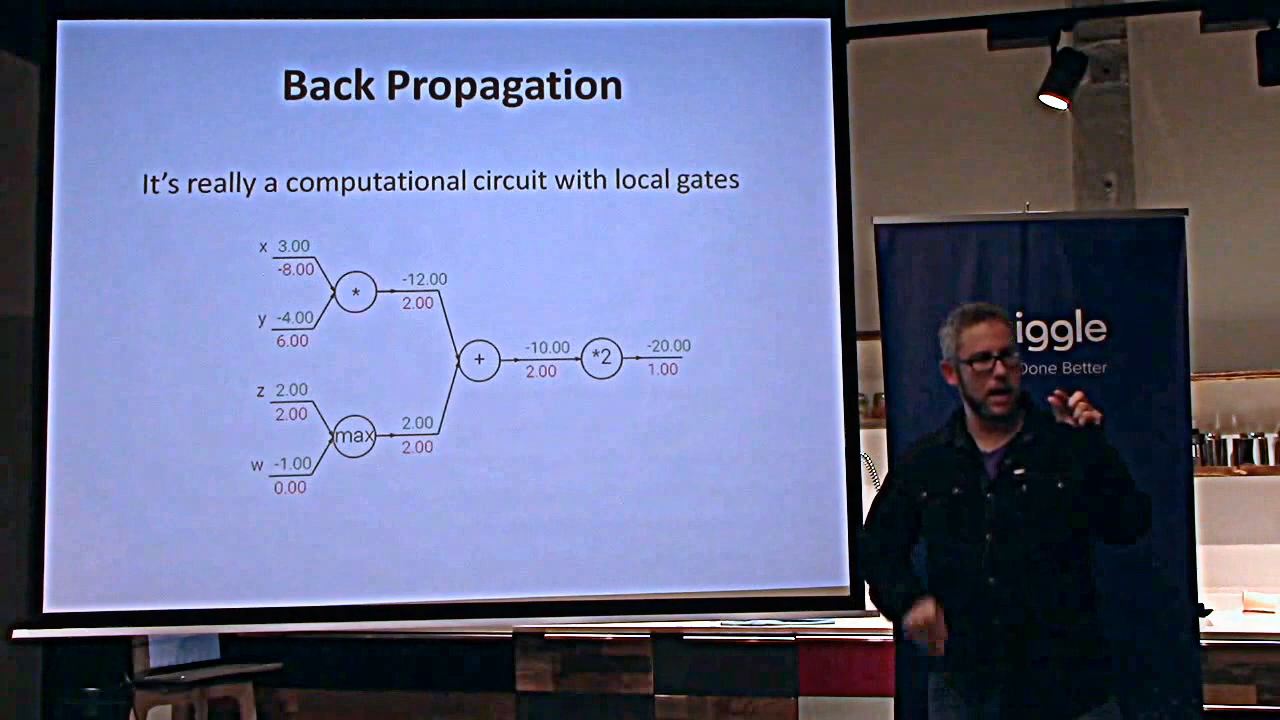 Back Propagation
It's really a computational circuit with local gates
x 3.00
-8.00
* -12.00
2.00
y -4.00
6.00
+ -10.00
2.00
*2 -20.00
1.00
z 2.00
2.00
max 2.00
2.00
w -1.00
0.00
iggle
Done Better